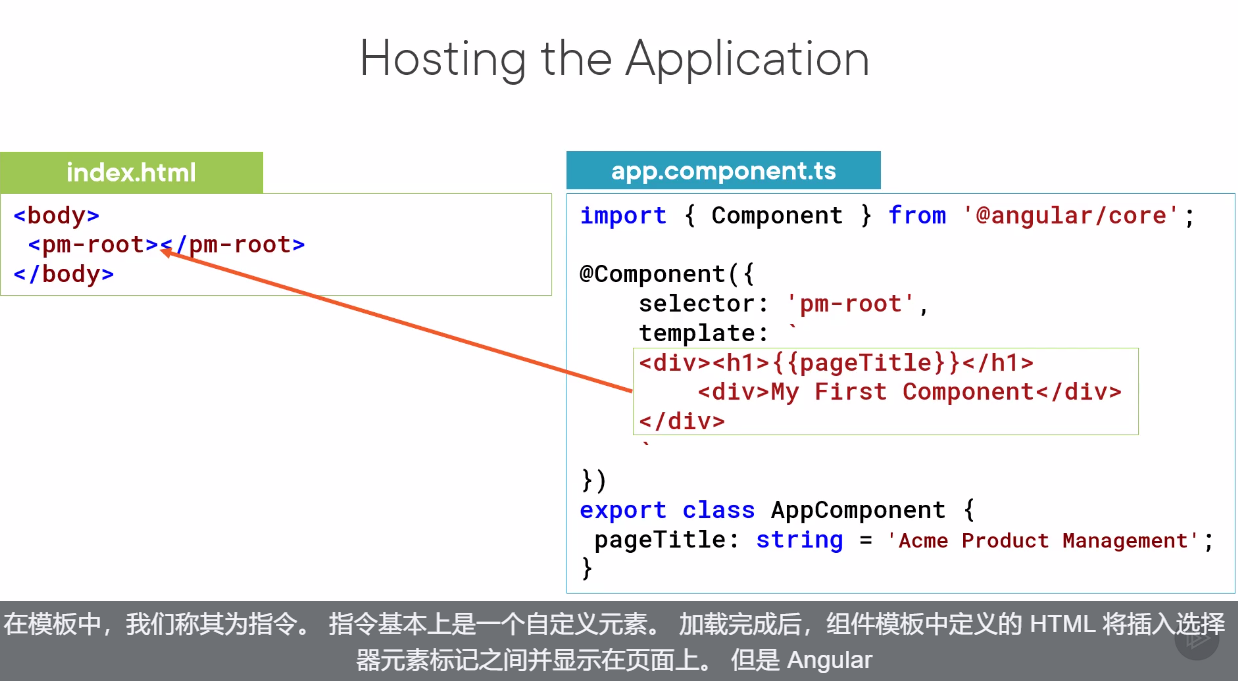 Hosting the Application
index.html
<body>
<pm-root></pm-root>
</body>
app.component.ts
import { Component } from '@angular/core';
@Component({
selector: 'pm-root',
template: `
<div><h1>{{pageTitle}}</h1>
<div>My First Component</div>
</div>
`
})
export class AppComponent {
pageTitle: string = 'Acme Product Management';
}
在模板中，我们称其为指令。 指令基本上是一个自定义元素。 加载完成后，组件模板中定义的 HTML 将插入选择
器元素标记之间并显示在页面上。 但是 Angular